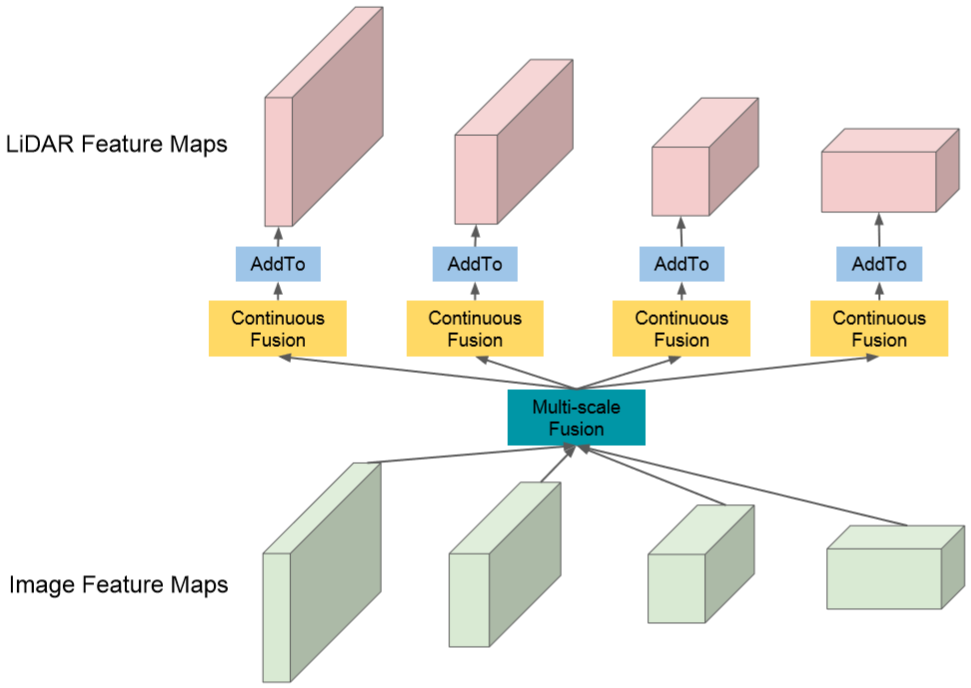 LiDAR Feature Maps
AddTo
AddTo
AddTo
AddTo
Continuous
Fusion
Continuous
Fusion
Continuous
Fusion
Continuous
Fusion
Multi-scale
Fusion
Image Feature Maps